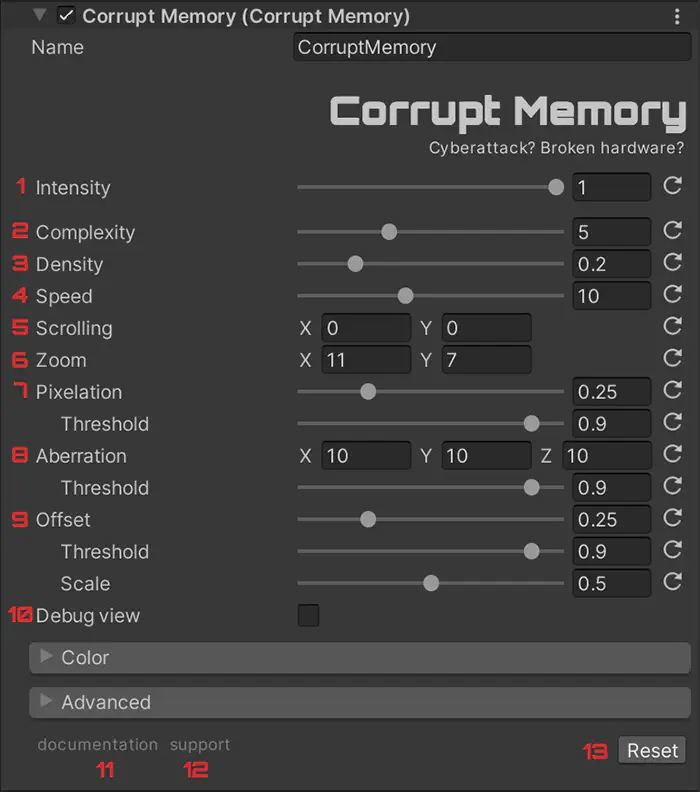 Corrupt Memory (Corrupt Memory)
Name CorruptMemory
Corrupt Memory
Cyberattack? Broken hardware?
1 Intensity 1
2 Complexity 5
3 Density 0.2
4 Speed 10
5 Scrolling X 0 Y 0
6 Zoom X 11 Y 7
7 Pixelation 0.25
Threshold 0.9
8 Aberration X 10 Y 10 Z 10
Threshold 0.9
9 Offset 0.25
Threshold 0.9
Scale 0.5
10 Debug view
Color
Advanced
documentation support 13 Reset
11 12